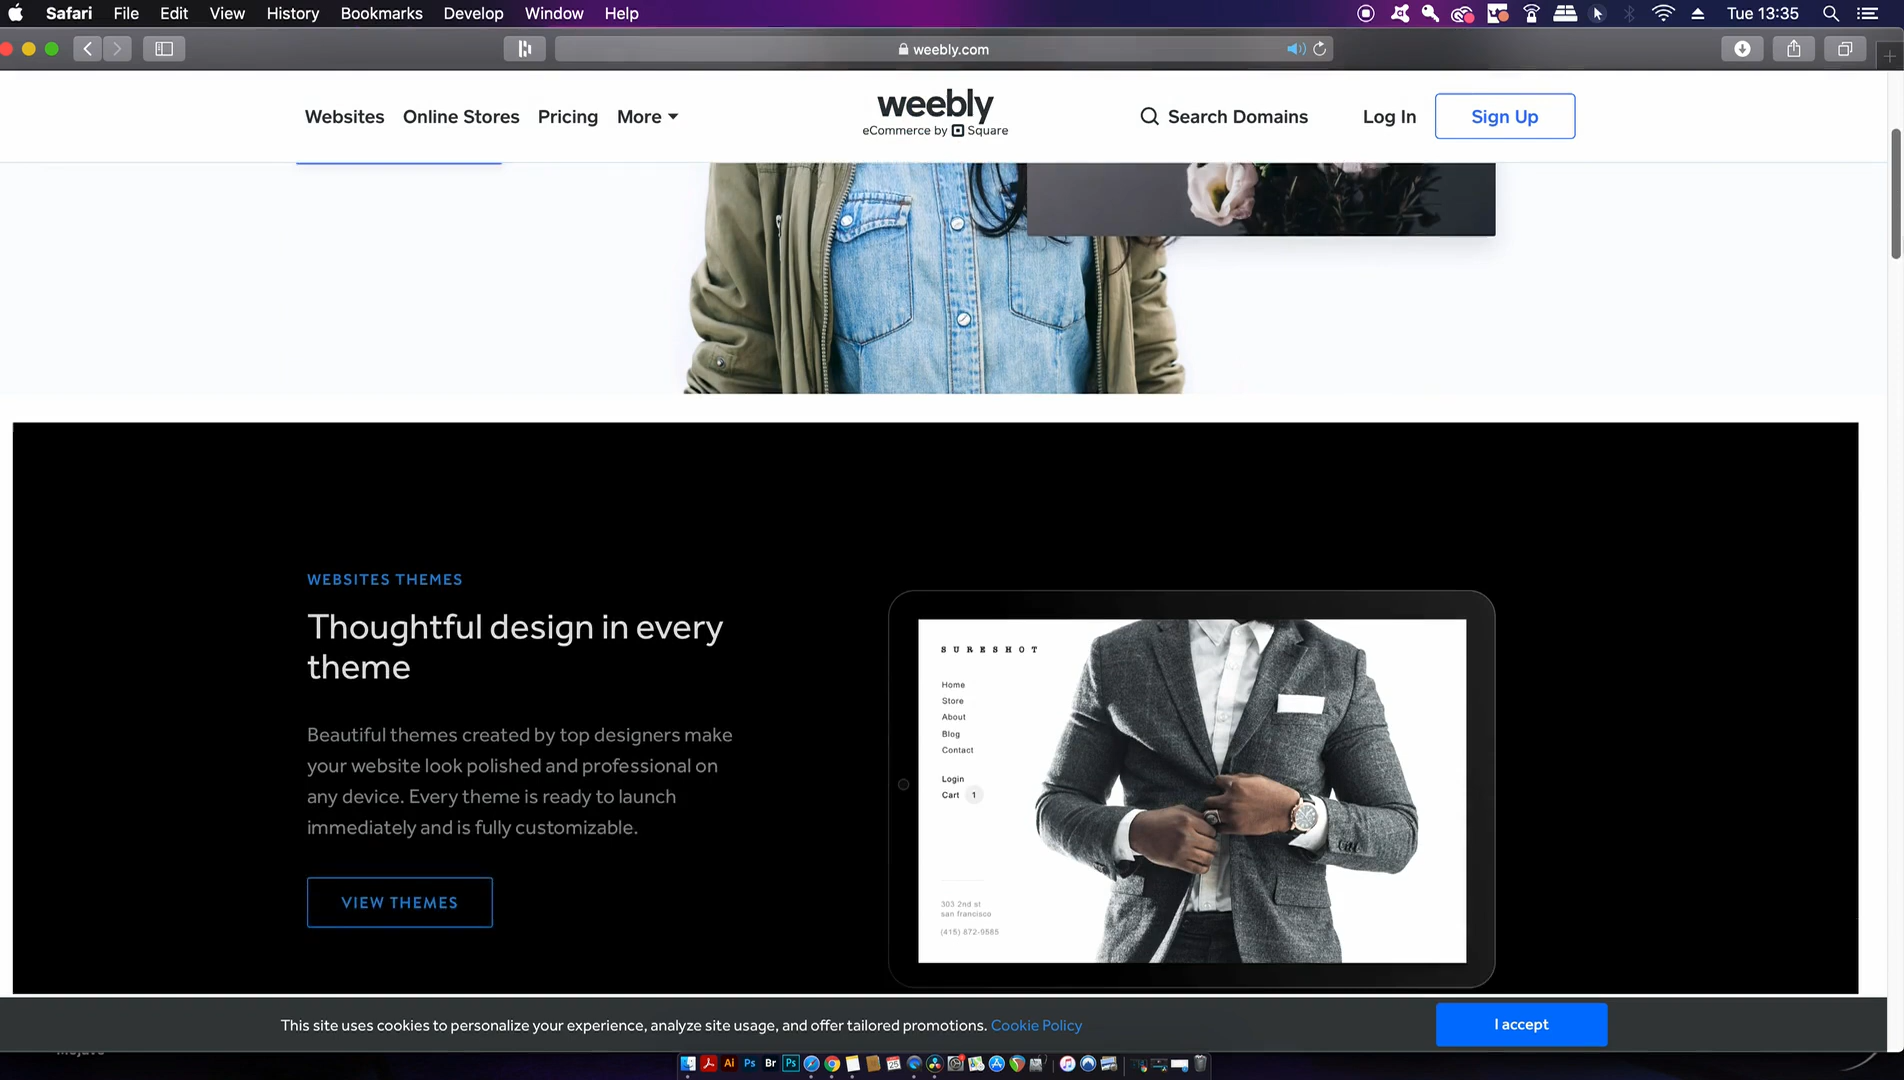 Safari File Edit View History Bookmarks Develop Window Help Tue 13:35
weebly.com
Websites Online Stores Pricing More
weebly
eCommerce by Square
Search Domains Log In Sign Up
WEBSITES THEMES
Thoughtful design in every
theme
Beautiful themes created by top designers make
your website look polished and professional on
any device. Every theme is ready to launch
immediately and is fully customizable.
VIEW THEMES
SURESHOT
Home
Store
About
Blog
Contact
Login
Cart 1
303 2nd st
san francisco
(415) 872-9585
This site uses cookies to personalize your experience, analyze site usage, and offer tailored promotions. Cookie Policy
I accept
Ai Ps Br Ps